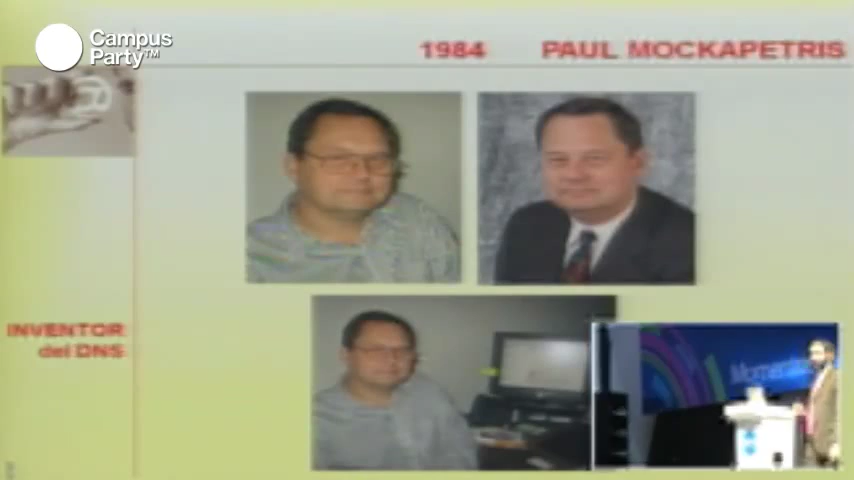 Campus
Party™
1984 PAUL MOCKAPETRIS
INVENTOR
del DNS